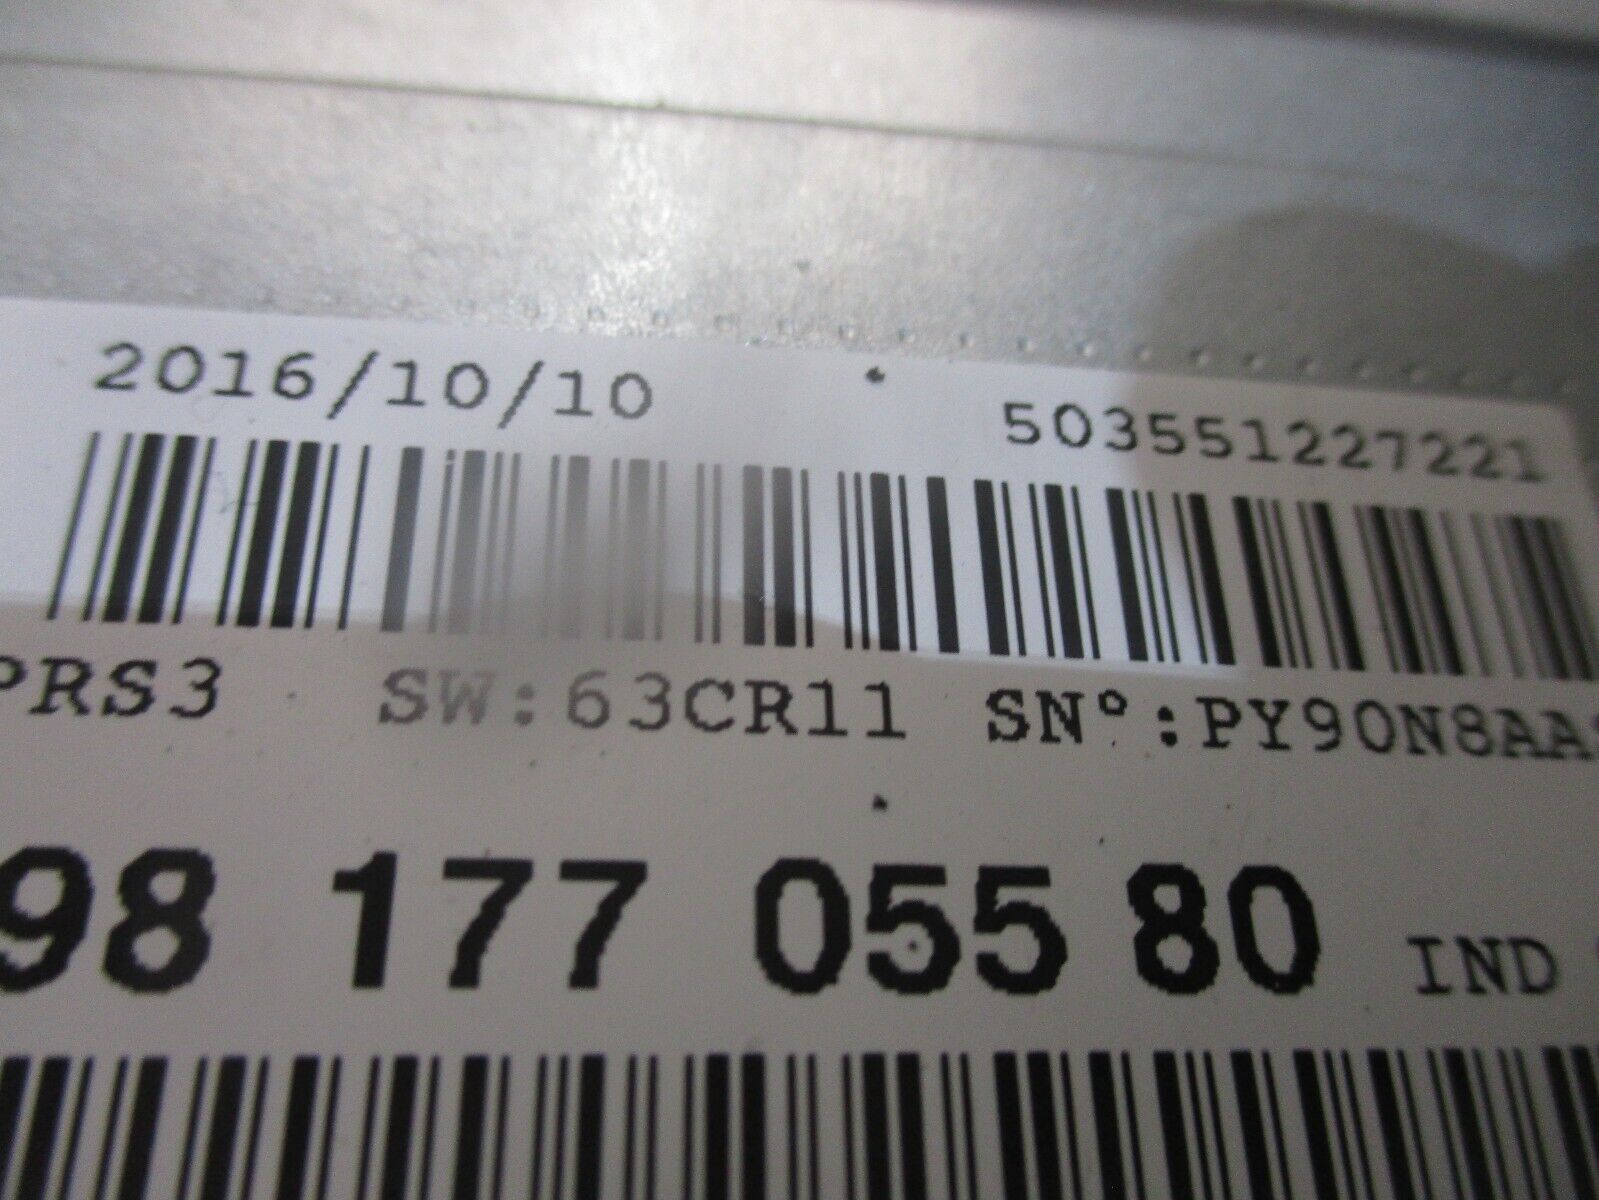 2016/10/10 503551227221
PRS3 SW:63CR11 SN°:PY90N8AA
98 177 055 80 IND